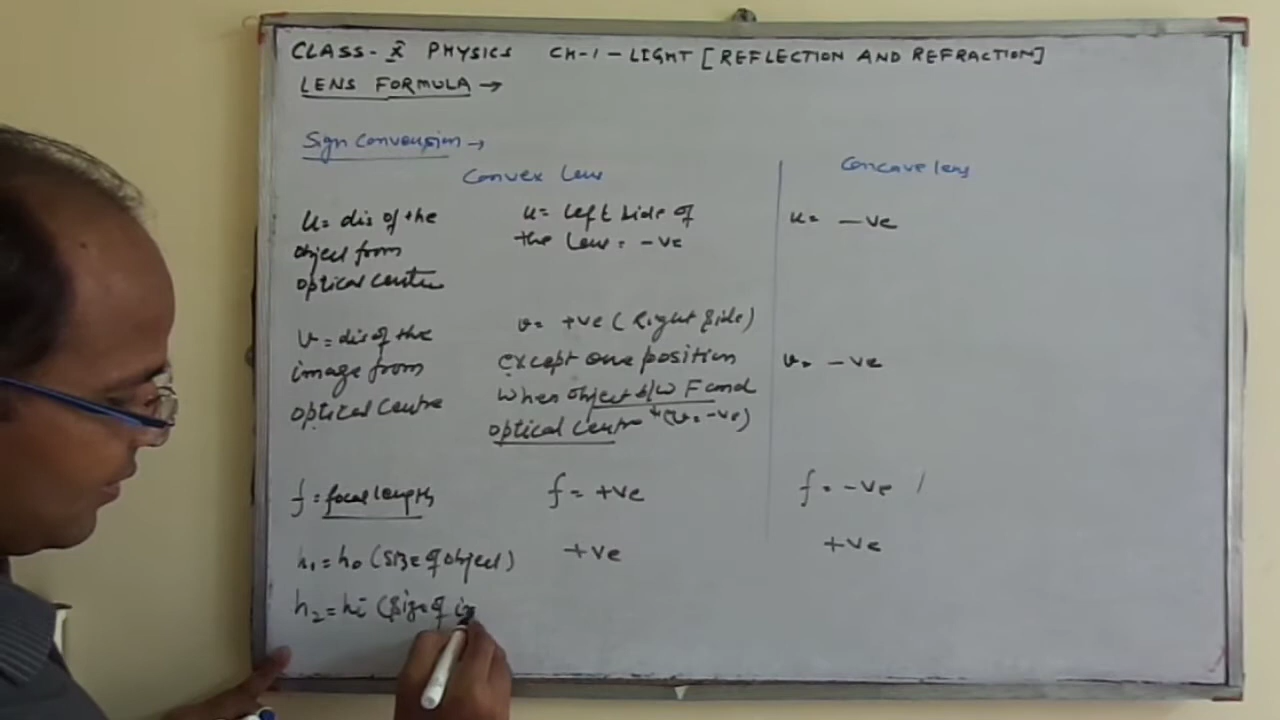 CLASS-X PHYSICS CH-1-LIGHT [REFLECTION AND REFRACTION]
LENS FORMULA →
Sign convension →
Convex Lens
Concave lens
u= dis of the
object from
optical centre
u= Left side of
the Lens = -ve
u= -ve
v= dis of the
image from
optical centre
v= +ve (Right side)
except one position
when object b/w F and
optical centre (v= -ve)
v= -ve
f = focal length
f = +ve
f = -ve
h1 = ho (size of object)
+ve
+ve
h2 = hi (size of i